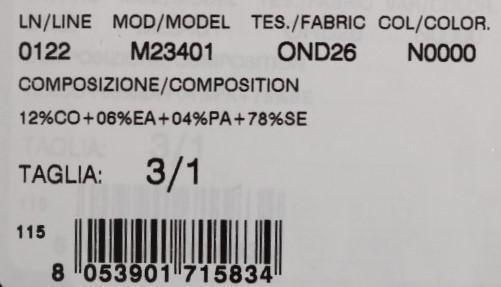 LN/LINE MOD/MODEL TES./FABRIC COL/COLOR.
0122 M23401 OND26 N0000
COMPOSIZIONE/COMPOSITION
12%CO+06%EA+04%PA+78%SE
TAGLIA: 3/1
115
8 053901 715834